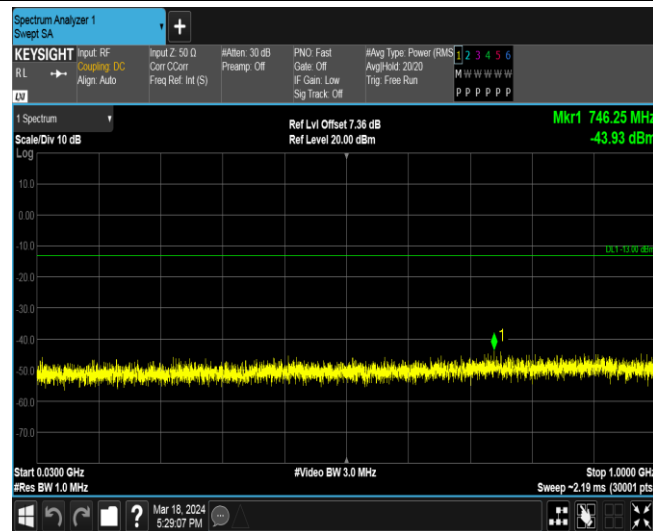 Spectrum Analyzer 1
Swept SA
+
KEYSIGHT
RL
LXI
Input: RF
Coupling: DC
Align: Auto
Input Z: 50 Ω
Corr CCorr
Freq Ref: Int (S)
#Atten: 30 dB
Preamp: Off
PNO: Fast
Gate: Off
IF Gain: Low
Sig Track: Off
#Avg Type: Power (RMS
Avg|Hold: 20/20
Trig: Free Run
1 2 3 4 5 6
M W W W W W
P P P P P P
1 Spectrum
Scale/Div 10 dB
Log
Ref Lvl Offset 7.36 dB
Ref Level 20.00 dBm
Mkr1 746.25 MHz
-43.93 dBm
10.0
0.00
-10.0
DL1 -13.00 dBm
-20.0
-30.0
-40.0
1
-50.0
-60.0
-70.0
Start 0.0300 GHz
#Video BW 3.0 MHz
Stop 1.0000 GHz
#Res BW 1.0 MHz
Sweep ~2.19 ms (30001 pts
?
Mar 18, 2024
5:29:07 PM